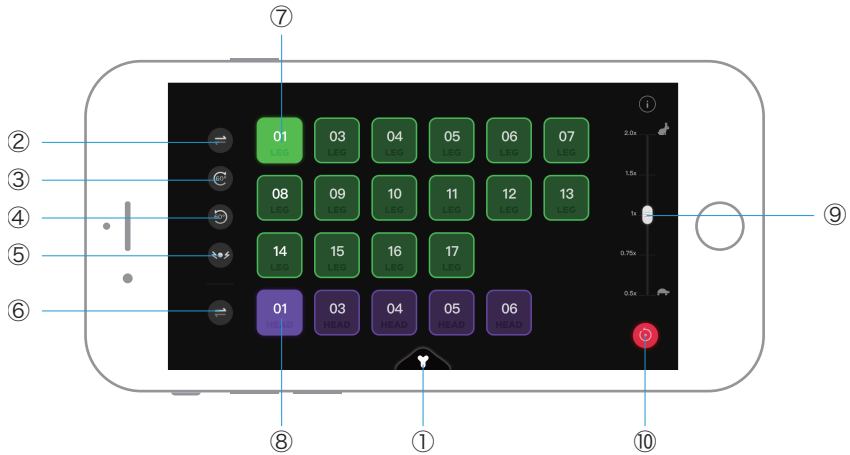 ⑦
②
③
④
⑤
⑥
01 LEG
03 LEG
04 LEG
05 LEG
06 LEG
07 LEG
08 LEG
09 LEG
10 LEG
11 LEG
12 LEG
13 LEG
14 LEG
15 LEG
16 LEG
17 LEG
01 HEAD
03 HEAD
04 HEAD
05 HEAD
06 HEAD
60°
60°
i
2.0x
1.5x
1x
0.75x
0.5x
⑨
⑧
①
⑩